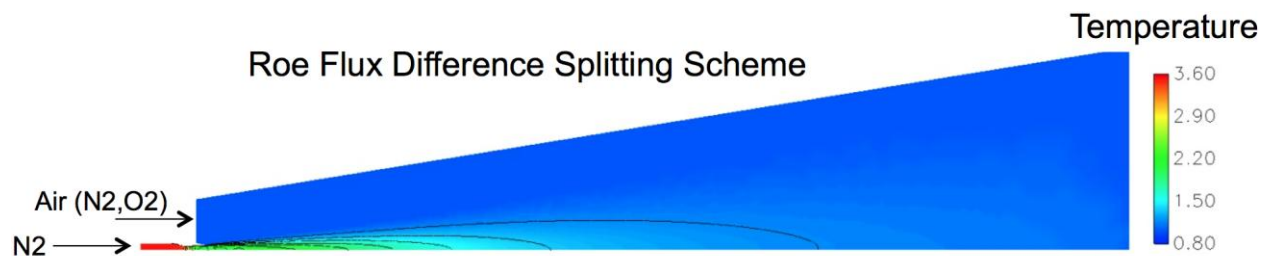 Temperature
Roe Flux Difference Splitting Scheme
3.60
2.90
2.20
1.50
0.80
Air (N2,O2)
N2